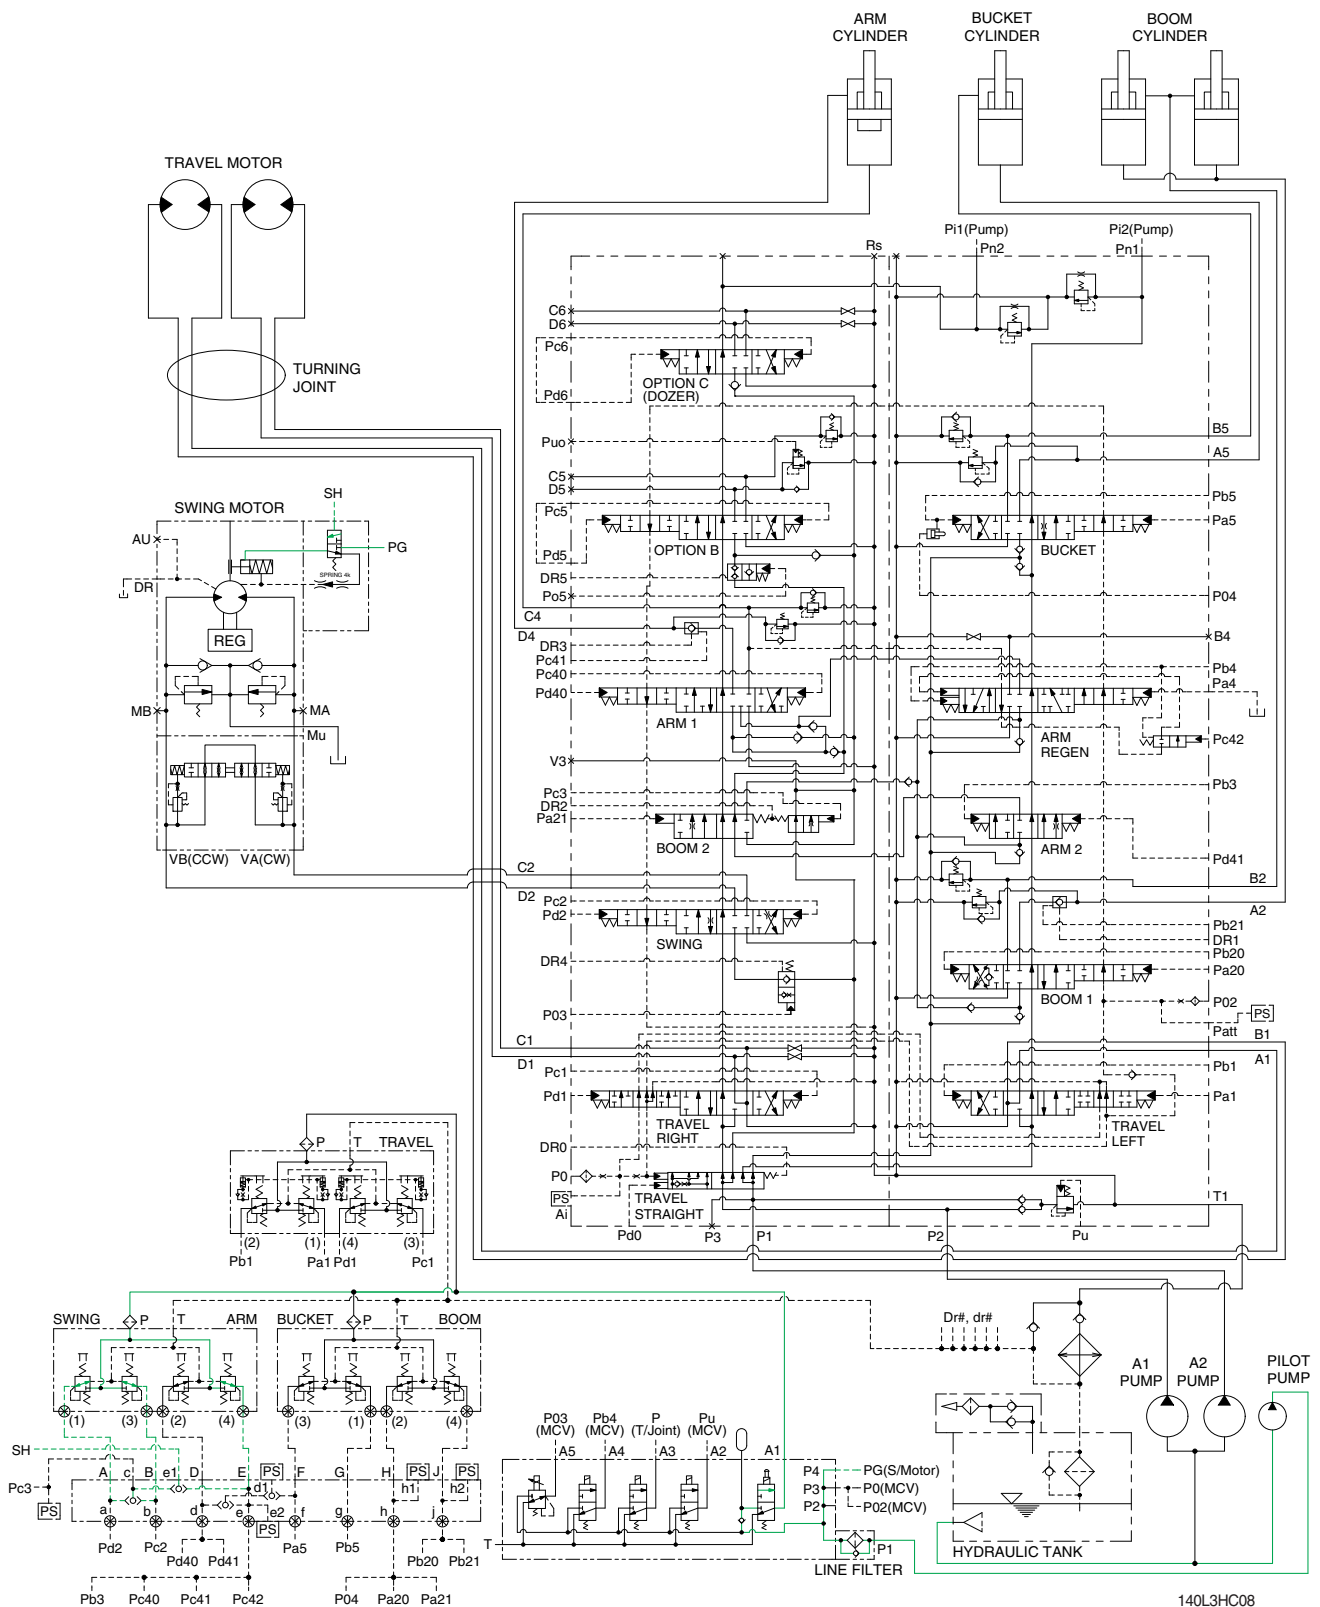 ARM
CYLINDER
BUCKET
CYLINDER
BOOM
CYLINDER
TRAVEL MOTOR
TURNING
JOINT
Pi1(Pump)
Pn2
Pi2(Pump)
Pn1
Rs
C6
D6
Pc6
OPTION C
(DOZER)
Pd6
Puo
C5
D5
Pc5
OPTION B
Pd5
DR5
Po5
C4
D4
DR3
Pc41
Pc40
Pd40
ARM 1
V3
Pc3
DR2
Pa21
BOOM 2
C2
D2
Pc2
Pd2
SWING
DR4
P03
C1
D1
Pc1
Pd1
TRAVEL
RIGHT
DR0
P0
PS
Ai
TRAVEL
STRAIGHT
Pd0
P3
P1
P2
Pu
B5
A5
Pb5
Pa5
BUCKET
P04
B4
Pb4
Pa4
ARM
REGEN
Pc42
Pb3
ARM 2
Pd41
B2
A2
Pb21
DR1
Pb20
Pa20
BOOM 1
P02
PS
Patt
B1
A1
Pb1
Pa1
TRAVEL
LEFT
T1
SWING MOTOR
SH
AU
PG
SPRING 4k
DR
REG
MB
MA
Mu
VB(CCW)
VA(CW)
P
T
TRAVEL
(2)
(1)
(4)
(3)
Pb1
Pa1
Pd1
Pc1
SWING
P
T
ARM
BUCKET
P
T
BOOM
(1)
(3)
(2)
(4)
(3)
(1)
(2)
(4)
SH
Pc3
PS
A
c
B
e1
D
E
PS
d1
F
G
H
PS
h1
J
PS
h2
a
b
d
e
e2
PS
f
g
h
j
Pd2
Pc2
Pd40
Pd41
Pa5
Pb5
Pb20
Pb21
Pb3
Pc40
Pc41
Pc42
P04
Pa20
Pa21
P03
(MCV)
Pb4
(MCV)
P
(T/Joint)
Pu
(MCV)
A5
A4
A3
A2
A1
T
P4
PG(S/Motor)
P3
P0(MCV)
P2
P02(MCV)
P1
LINE FILTER
Dr#, dr#
A1
PUMP
A2
PUMP
PILOT
PUMP
HYDRAULIC TANK
140L3HC08